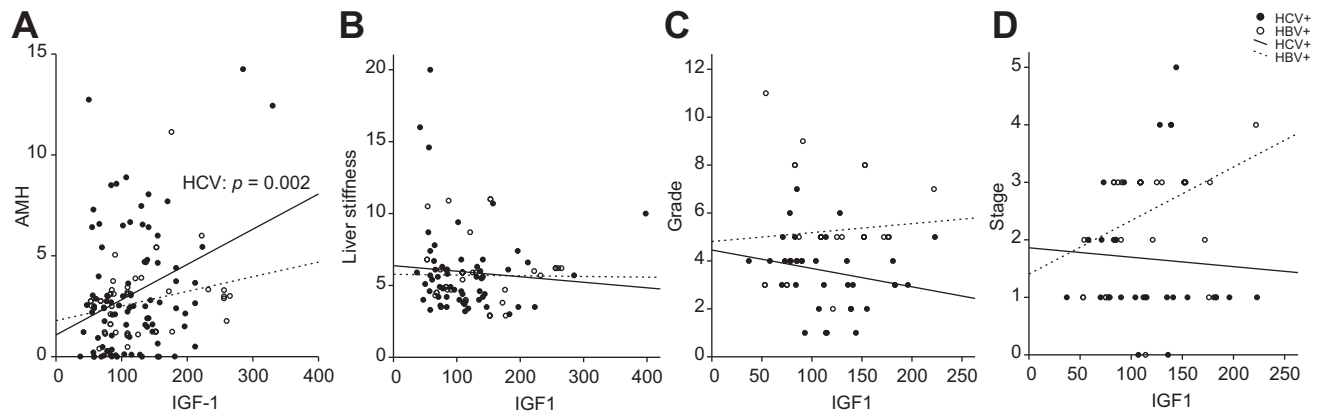 A
B
C
D
HCV+
HBV+
HCV+
HBV+
AMH
15
10
5
0
HCV: p = 0.002
0 100 200 300 400
IGF-1
Liver stiffness
20
15
10
5
0
0 100 200 300 400
IGF1
Grade
12
10
8
6
4
2
0
0 50 100 150 200 250
IGF1
Stage
5
4
3
2
1
0
0 50 100 150 200 250
IGF1